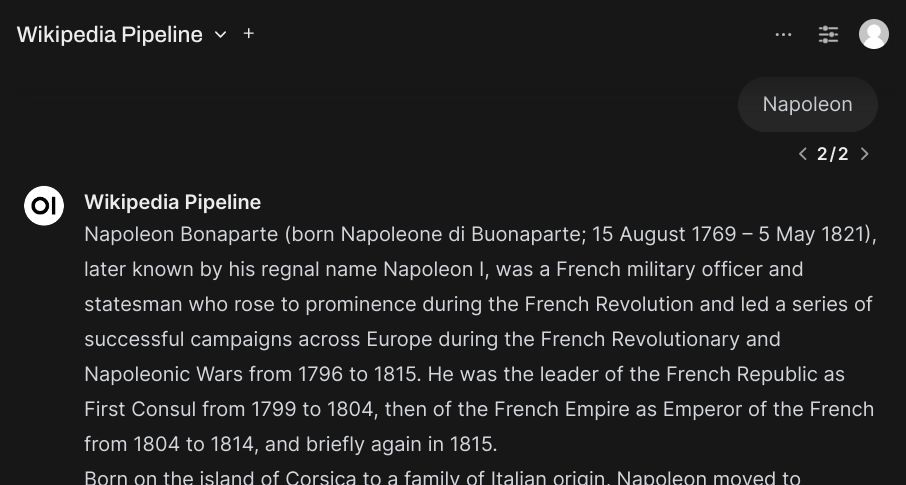 Wikipedia Pipeline
Napoleon
2/2
OI
Wikipedia Pipeline
Napoleon Bonaparte (born Napoleone di Buonaparte; 15 August 1769 – 5 May 1821),
later known by his regnal name Napoleon I, was a French military officer and
statesman who rose to prominence during the French Revolution and led a series of
successful campaigns across Europe during the French Revolutionary and
Napoleonic Wars from 1796 to 1815. He was the leader of the French Republic as
First Consul from 1799 to 1804, then of the French Empire as Emperor of the French
from 1804 to 1814, and briefly again in 1815.
Born on the island of Corsica to a family of Italian origin, Napoleon moved to